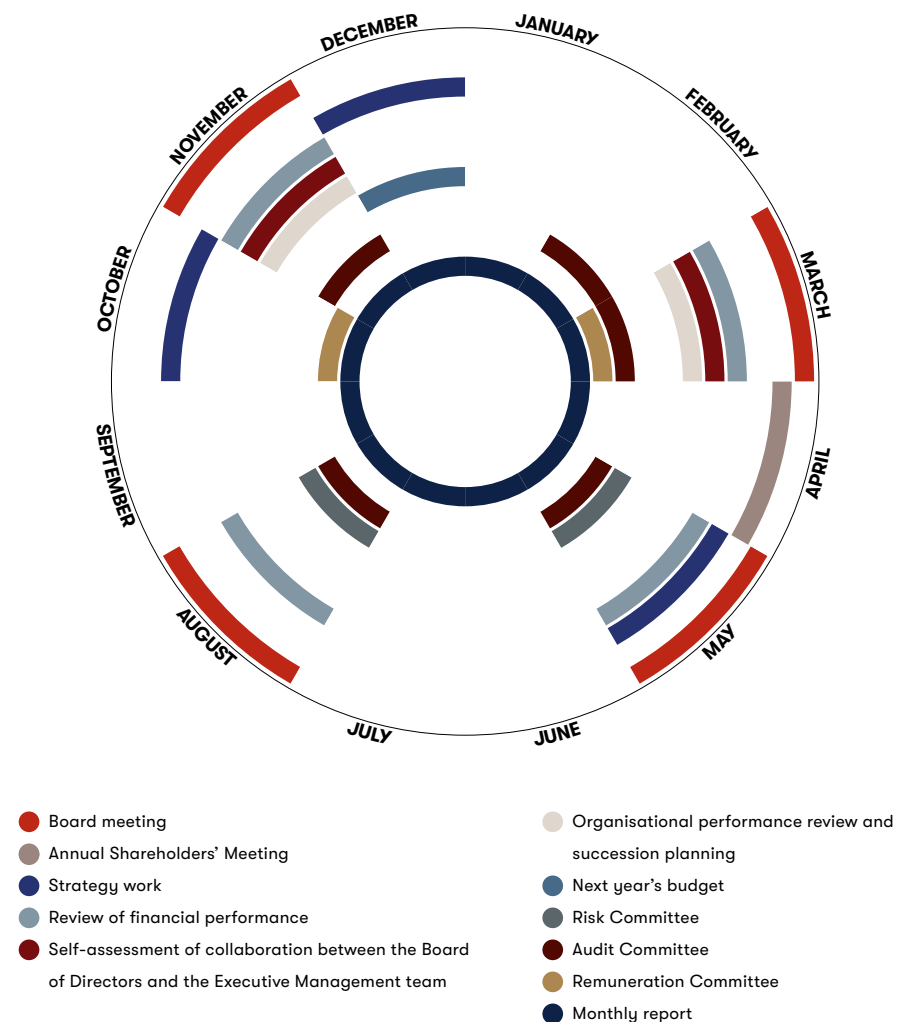 JANUARY
FEBRUARY
MARCH
APRIL
MAY
JUNE
JULY
AUGUST
SEPTEMBER
OCTOBER
NOVEMBER
DECEMBER
Board meeting
Annual Shareholders’ Meeting
Strategy work
Review of financial performance
Self-assessment of collaboration between the Board
of Directors and the Executive Management team
Organisational performance review and
succession planning
Next year’s budget
Risk Committee
Audit Committee
Remuneration Committee
Monthly report